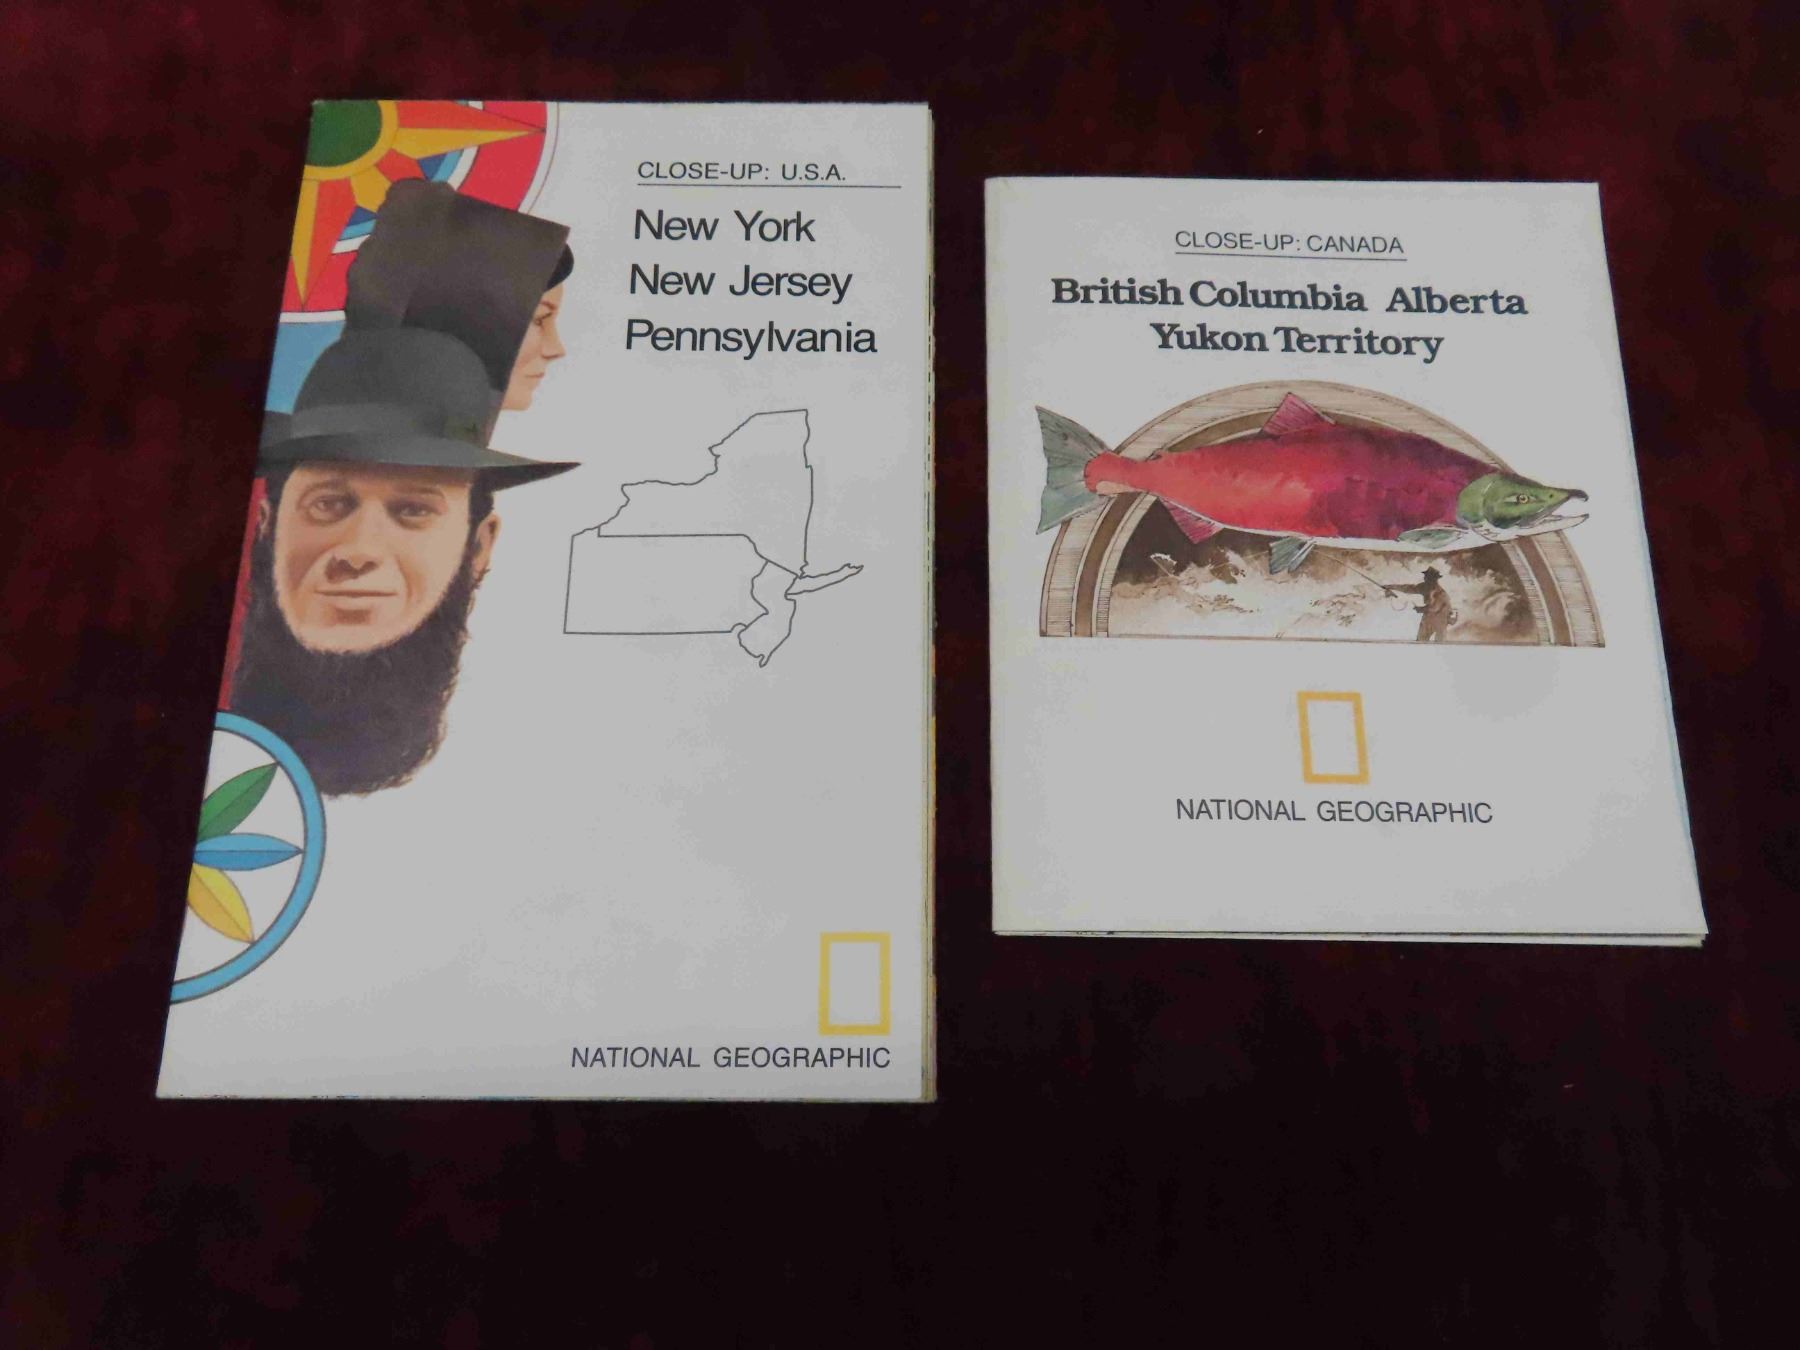 CLOSE-UP: U.S.A.
New York
New Jersey
Pennsylvania
NATIONAL GEOGRAPHIC
CLOSE-UP: CANADA
British Columbia Alberta
Yukon Territory
NATIONAL GEOGRAPHIC